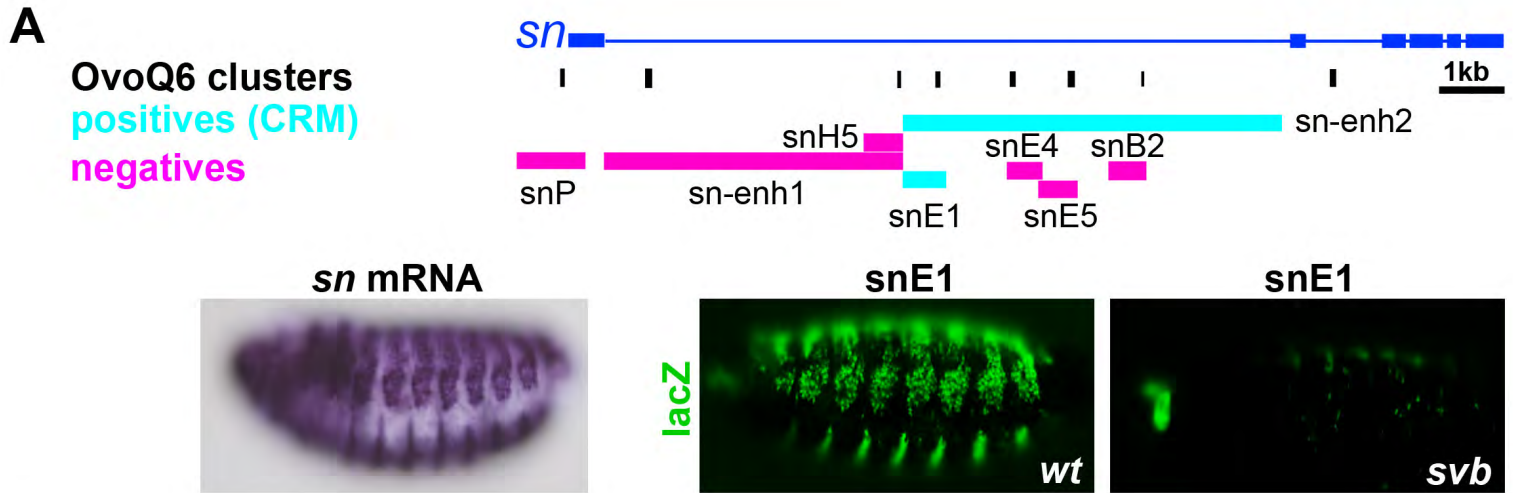 A
sn
OvoQ6 clusters
1kb
positives (CRM)
sn-enh2
snH5
snE4
snB2
negatives
snP
sn-enh1
snE1
snE5
sn mRNA
snE1
snE1
lacZ
wt
svb